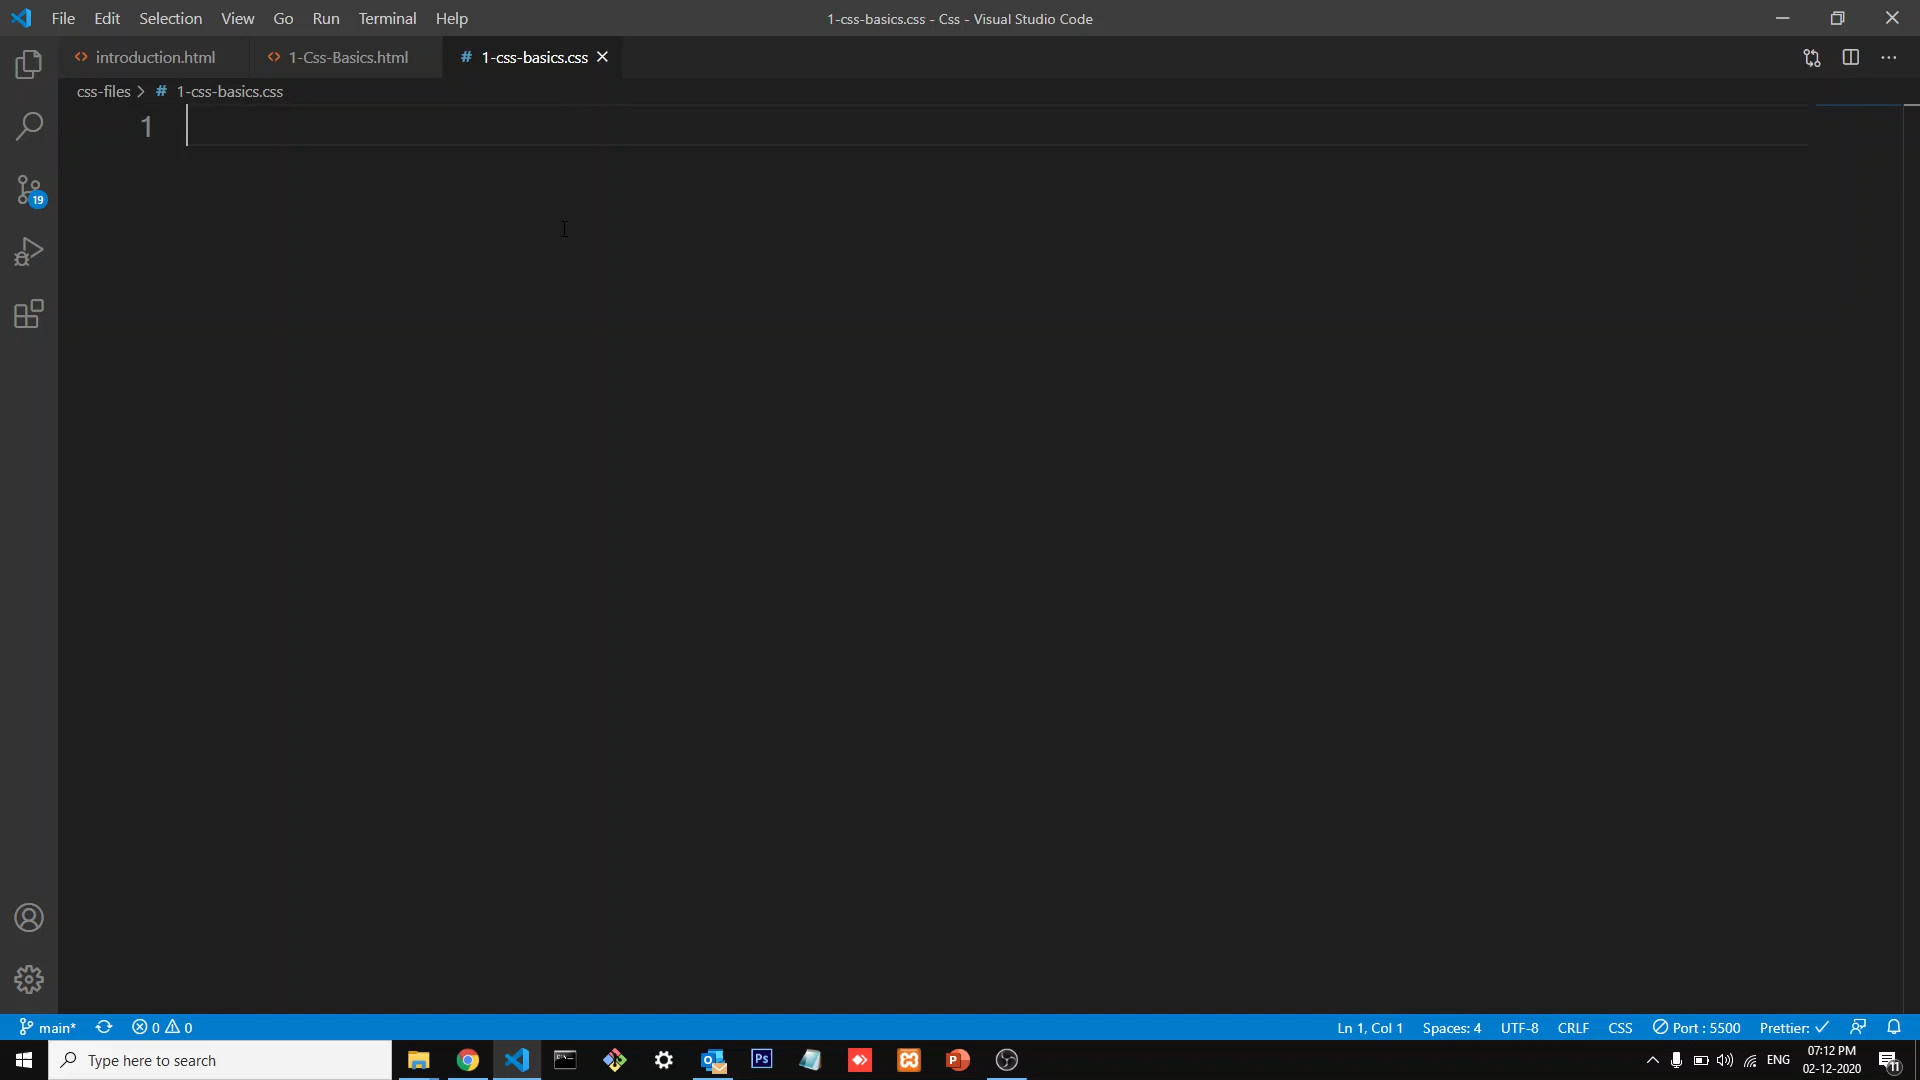 File Edit Selection View Go Run Terminal Help
1-css-basics.css - Css - Visual Studio Code
introduction.html
1-Css-Basics.html
# 1-css-basics.css
css-files > # 1-css-basics.css
1
19
main*
0 0
Ln 1, Col 1
Spaces: 4
UTF-8
CRLF
CSS
Port : 5500
Prettier: ✓
Type here to search
Ps
ENG
07:12 PM
02-12-2020
11